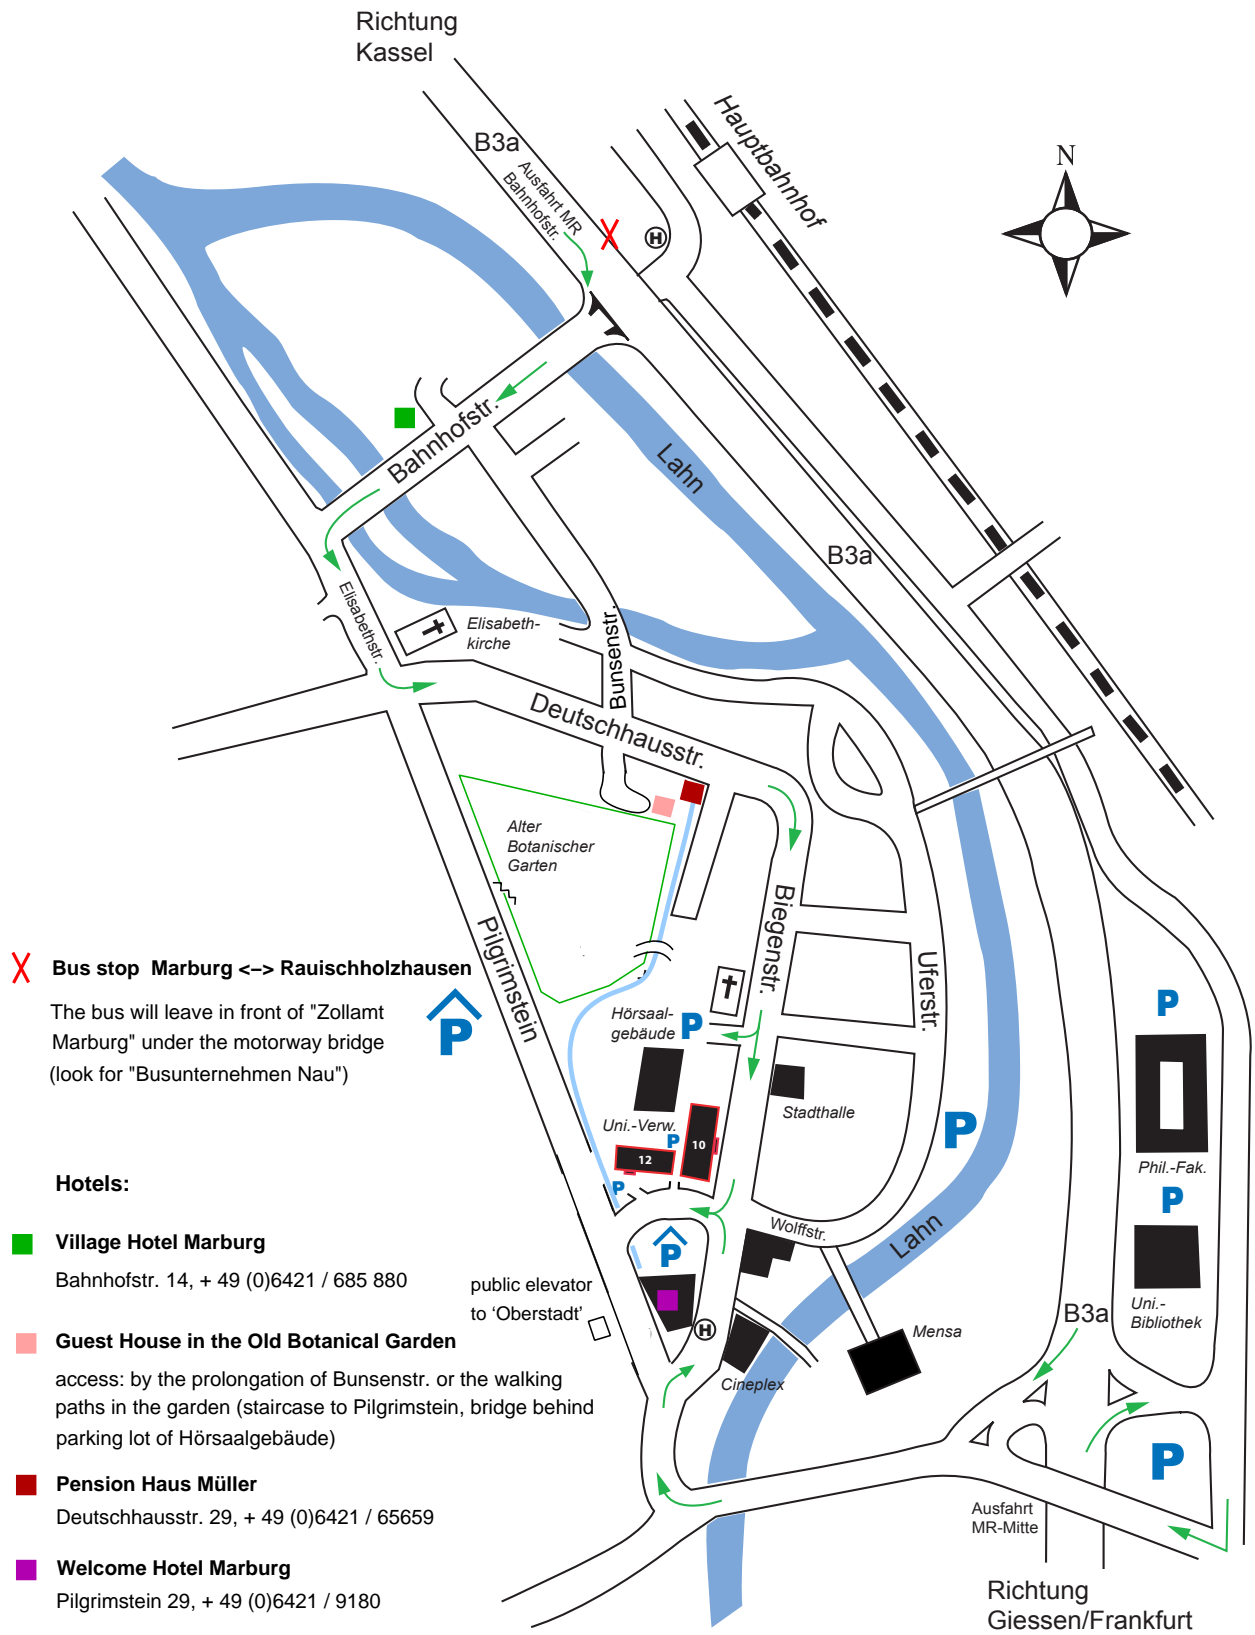 Richtung
Kassel
B3a
Ausfahrt MR
Bahnhofstr.
H
Hauptbahnhof
N
Bahnhofstr.
Lahn
B3a
Elisabethstr.
Elisabeth-
kirche
Bunsenstr.
Deutschhausstr.
Alter
Botanischer
Garten
Pilgrimstein
Biegenstr.
Uferstr.
X Bus stop Marburg <–> Rauischholzhausen
The bus will leave in front of "Zollamt
Marburg" under the motorway bridge
(look for "Busunternehmen Nau")
P
Hörsaal-
gebäude
P
P
Stadthalle
Uni.-Verw.
P
10
12
P
P
Phil.-Fak.
P
Wolffstr.
Lahn
P
public elevator
to ‘Oberstadt’
H
Cineplex
Mensa
Uni.-
Bibliothek
B3a
P
Ausfahrt
MR-Mitte
Richtung
Giessen/Frankfurt
Hotels:
Village Hotel Marburg
Bahnhofstr. 14, + 49 (0)6421 / 685 880
Guest House in the Old Botanical Garden
access: by the prolongation of Bunsenstr. or the walking
paths in the garden (staircase to Pilgrimstein, bridge behind
parking lot of Hörsaalgebäude)
Pension Haus Müller
Deutschhausstr. 29, + 49 (0)6421 / 65659
Welcome Hotel Marburg
Pilgrimstein 29, + 49 (0)6421 / 9180